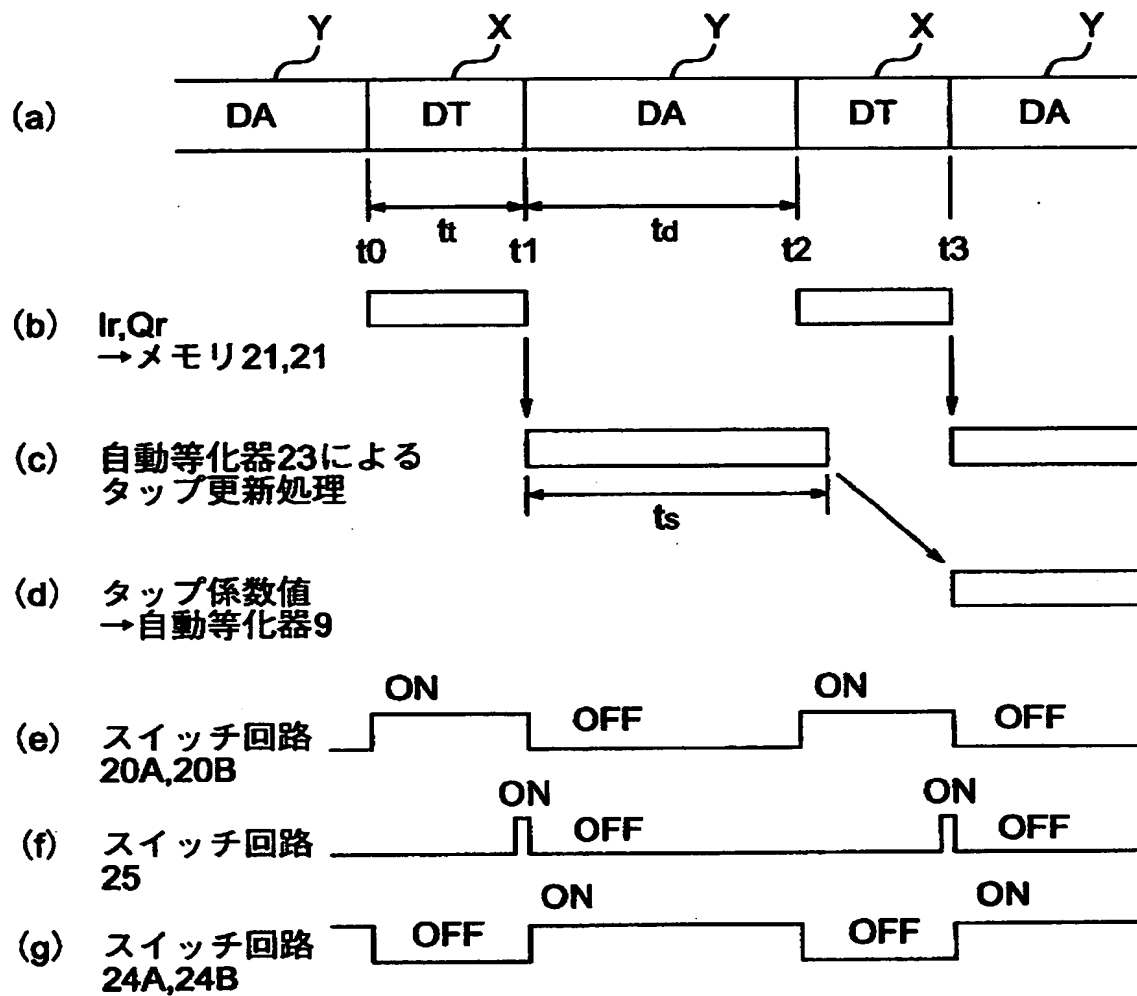 Y X Y X Y
(a) DA DT DA DT DA
tt td
t0 t1 t2 t3
(b) Ir,Qr
→メモリ21,21
(c) 自動等化器23による
タップ更新処理
ts
(d) タップ係数値
→自動等化器9
ON ON
(e) スイッチ回路 OFF OFF
20A,20B
ON ON
(f) スイッチ回路 OFF OFF
25
ON ON
(g) スイッチ回路 OFF OFF
24A,24B